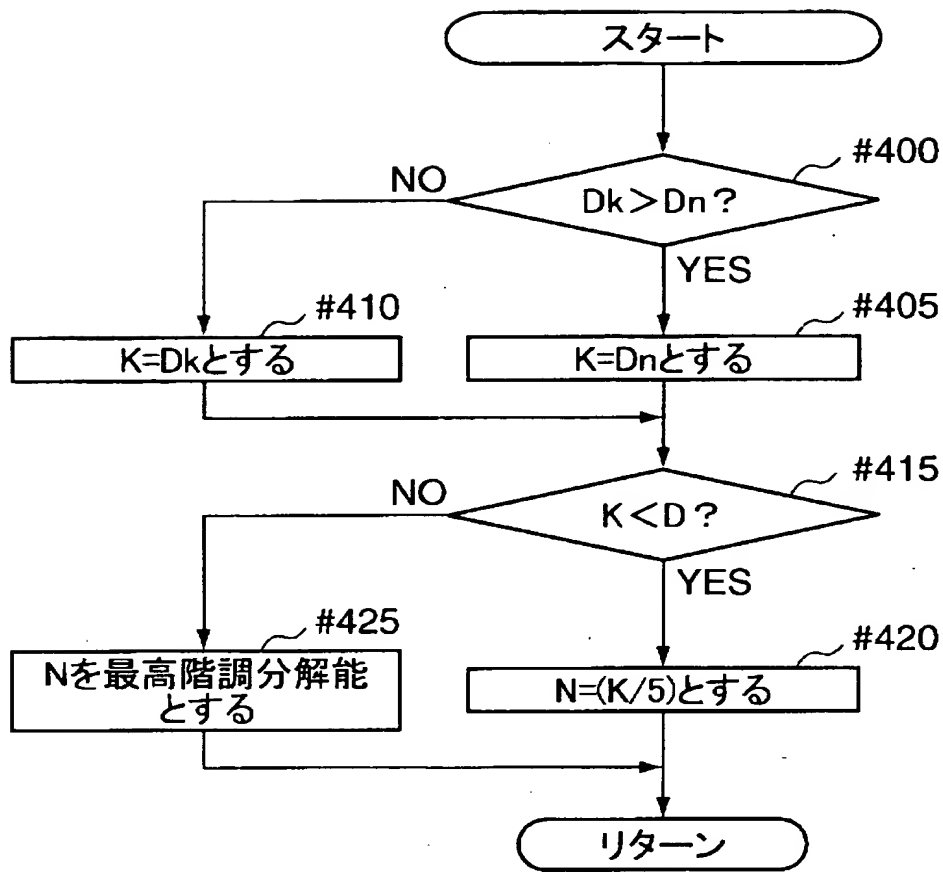 スタート
#400
NO
Dk>Dn?
YES
#410
#405
K=Dkとする
K=Dnとする
#415
NO
K<D?
YES
#425
#420
Nを最高階調分解能
とする
N=(K/5)とする
リターン